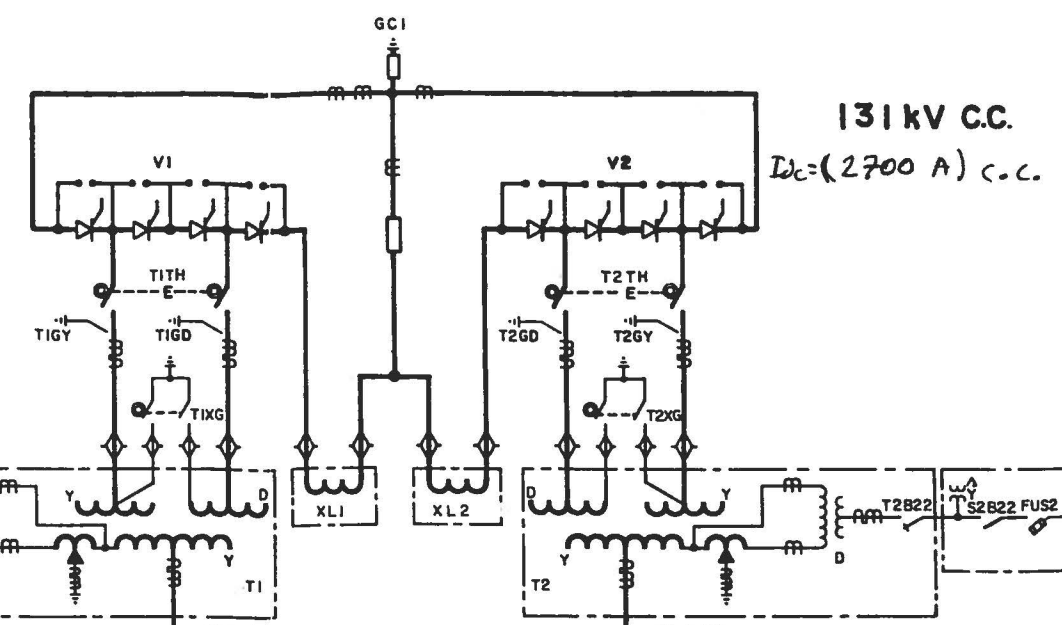 GC1
131 kV C.C.
Idc=(2700 A) c.c.
V1
V2
T1TH
E
T2TH
E
T1GY
T1GD
T2GD
T2GY
T1XG
T2XG
Y
D
XL1
XL2
D
Y
T2B22
Y
S2B22
FUS2
Y
T1
Y
T2
D